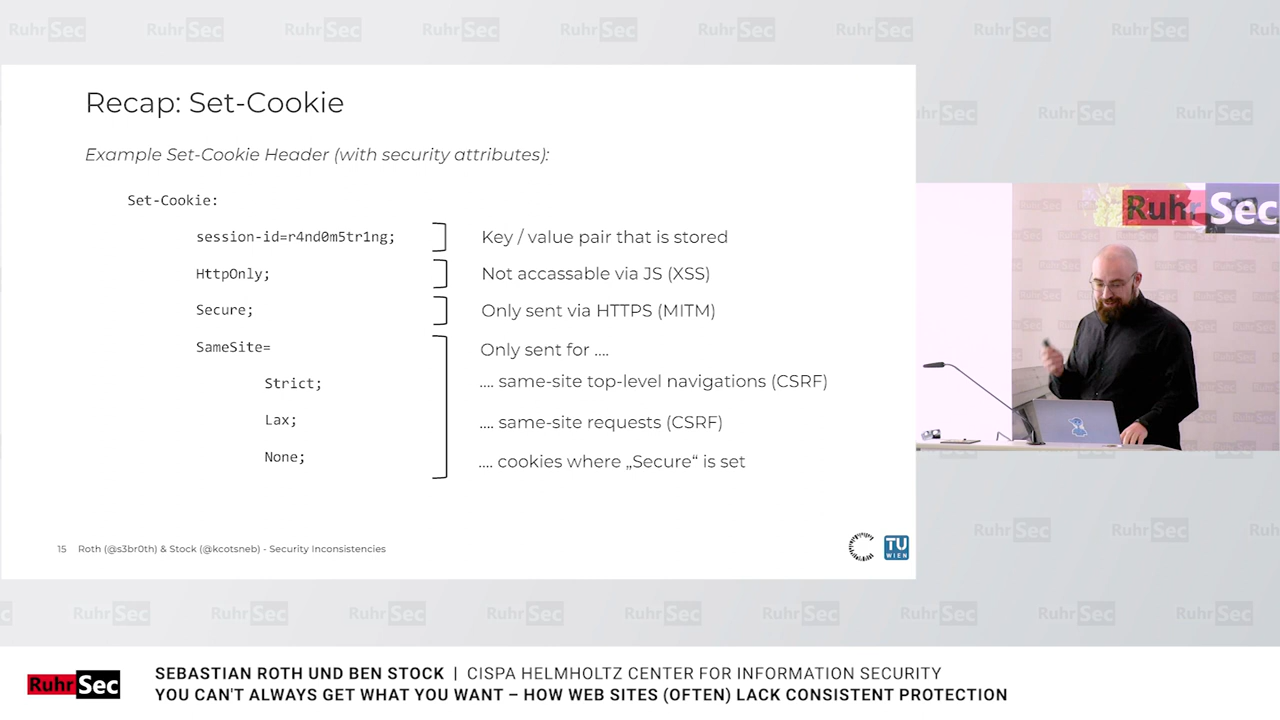 Recap: Set-Cookie
Example Set-Cookie Header (with security attributes):
Set-Cookie:
session-id=r4nd0m5tr1ng; Key / value pair that is stored
HttpOnly; Not accassable via JS (XSS)
Secure; Only sent via HTTPS (MITM)
SameSite= Only sent for ....
Strict; .... same-site top-level navigations (CSRF)
Lax; .... same-site requests (CSRF)
None; .... cookies where „Secure“ is set
15 Roth (@s3br0th) & Stock (@kcotsneb) - Security Inconsistencies
TU
WIEN
RuhrSec
RuhrSec
SEBASTIAN ROTH UND BEN STOCK | CISPA HELMHOLTZ CENTER FOR INFORMATION SECURITY
YOU CAN'T ALWAYS GET WHAT YOU WANT – HOW WEB SITES (OFTEN) LACK CONSISTENT PROTECTION